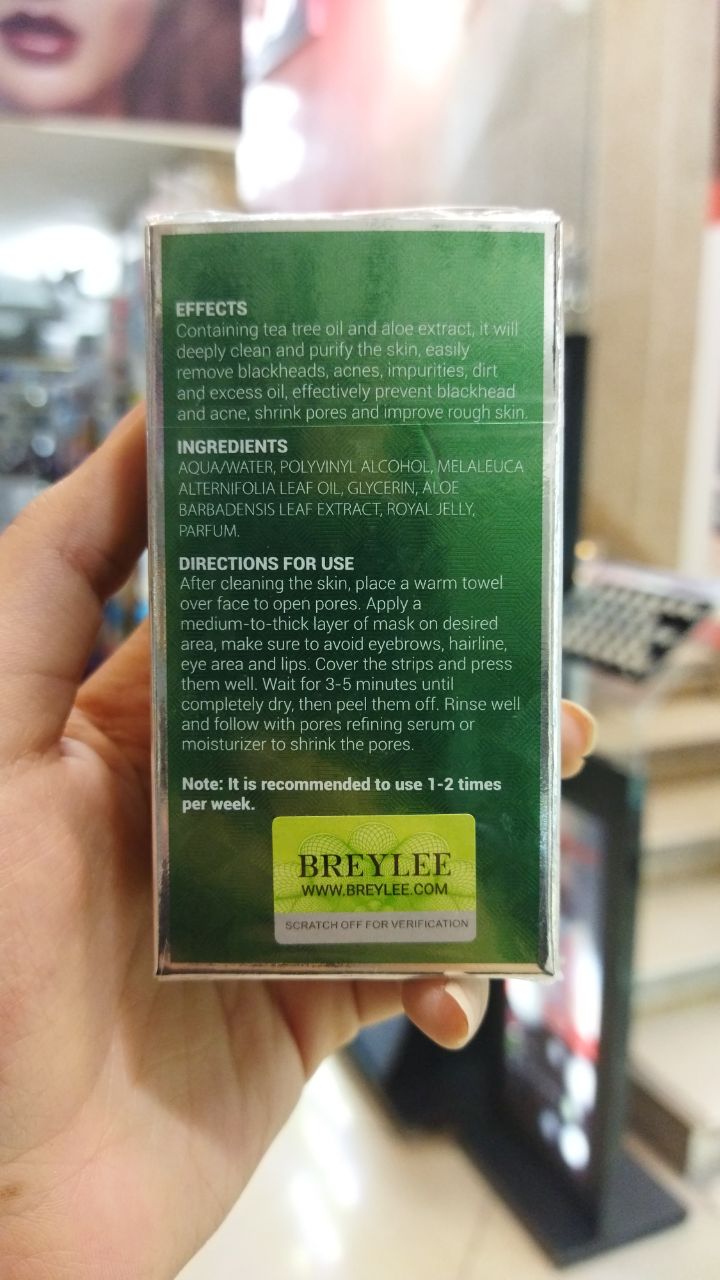 EFFECTS
Containing tea tree oil and aloe extract, it will
deeply clean and purify the skin, easily
remove blackheads, acnes, impurities, dirt
and excess oil, effectively prevent blackhead
and acne, shrink pores and improve rough skin.
INGREDIENTS
AQUA/WATER, POLYVINYL ALCOHOL, MELALEUCA
ALTERNIFOLIA LEAF OIL, GLYCERIN, ALOE
BARBADENSIS LEAF EXTRACT, ROYAL JELLY,
PARFUM.
DIRECTIONS FOR USE
After cleaning the skin, place a warm towel
over face to open pores. Apply a
medium-to-thick layer of mask on desired
area, make sure to avoid eyebrows, hairline,
eye area and lips. Cover the strips and press
them well. Wait for 3-5 minutes until
completely dry, then peel them off. Rinse well
and follow with pores refining serum or
moisturizer to shrink the pores.
Note: It is recommended to use 1-2 times
per week.
BREYLEE
WWW.BREYLEE.COM
SCRATCH OFF FOR VERIFICATION